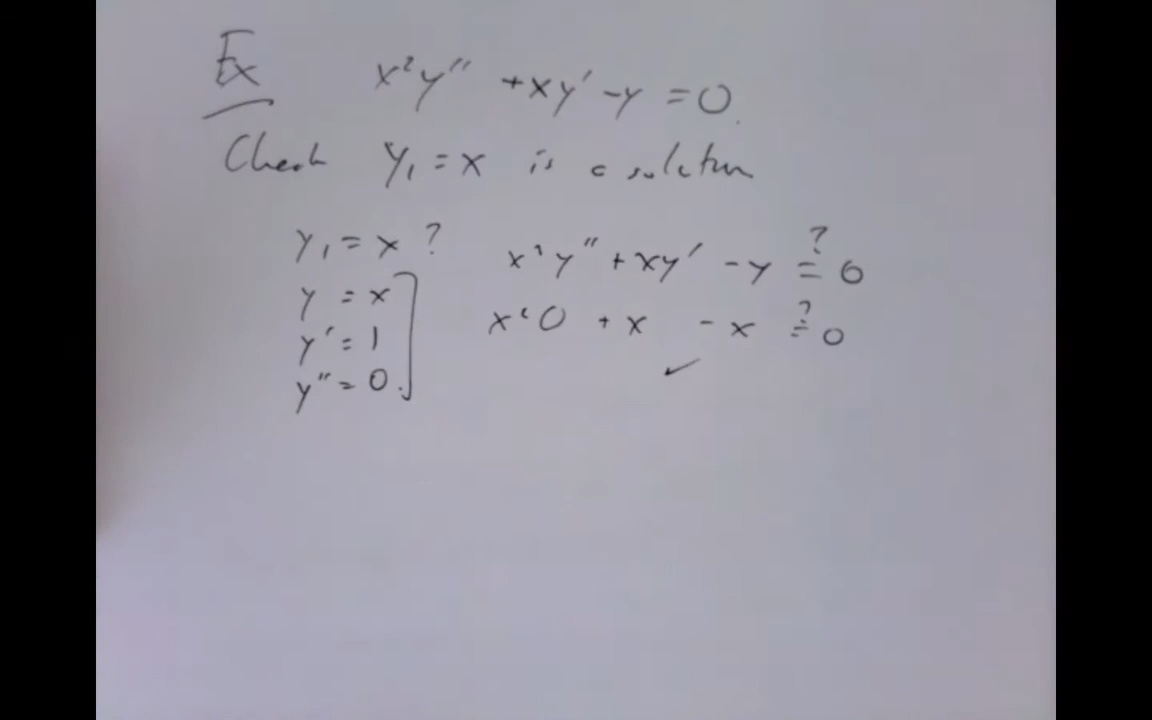 Ex x²y'' + xy' - y = 0.
Check y₁ = x is a solution
y₁ = x ? x²y'' + xy' - y ?= 0
y = x
x²0 + x - x ?= 0
y' = 1
✓
y'' = 0.